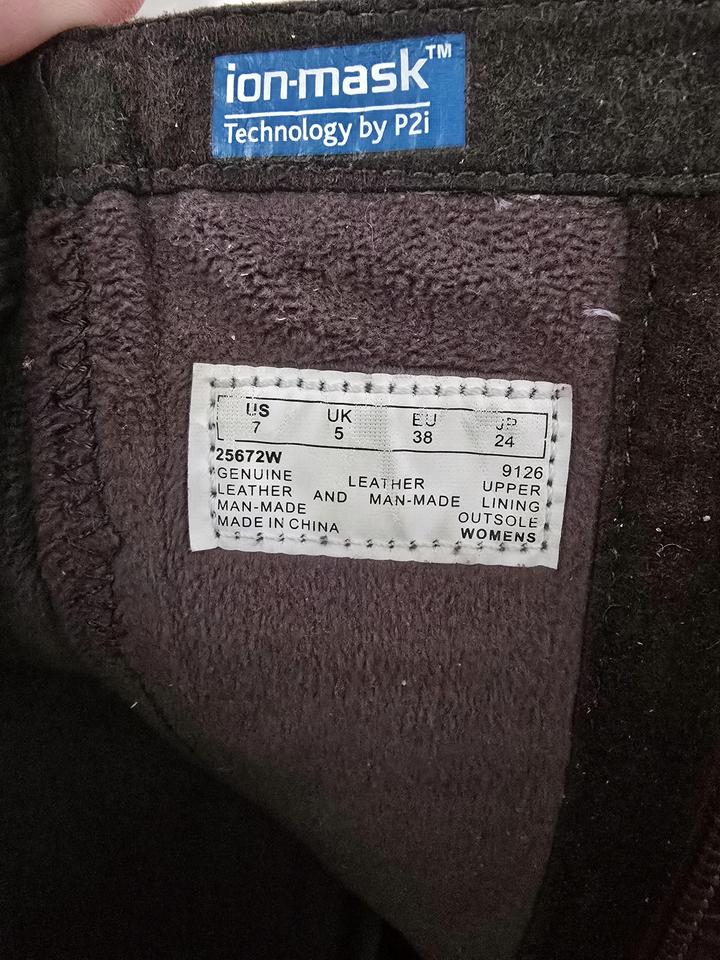 ion-mask™
Technology by P2i
US UK EU JP
7 5 38 24
25672W 9126
GENUINE LEATHER UPPER
LEATHER AND MAN-MADE LINING
MAN-MADE OUTSOLE
MADE IN CHINA WOMENS